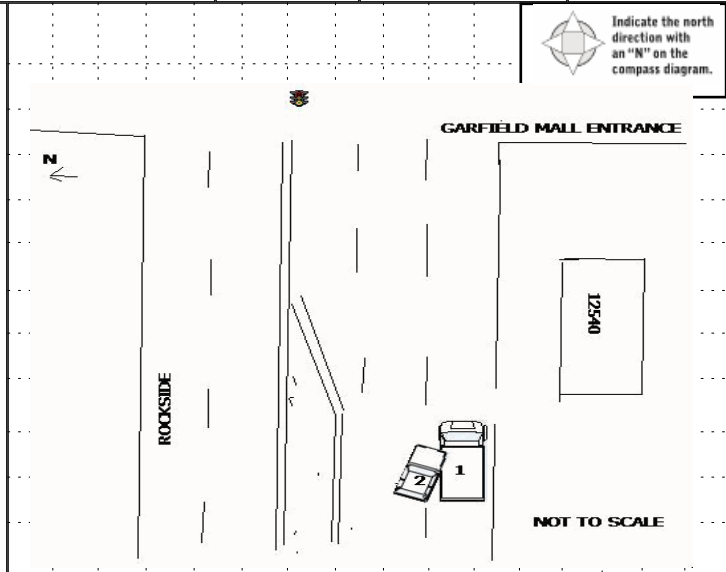 Indicate the north
direction with
an “N” on the
compass diagram.
GARFIELD MALL ENTRANCE
N
12540
ROCKSIDE
1
2
NOT TO SCALE